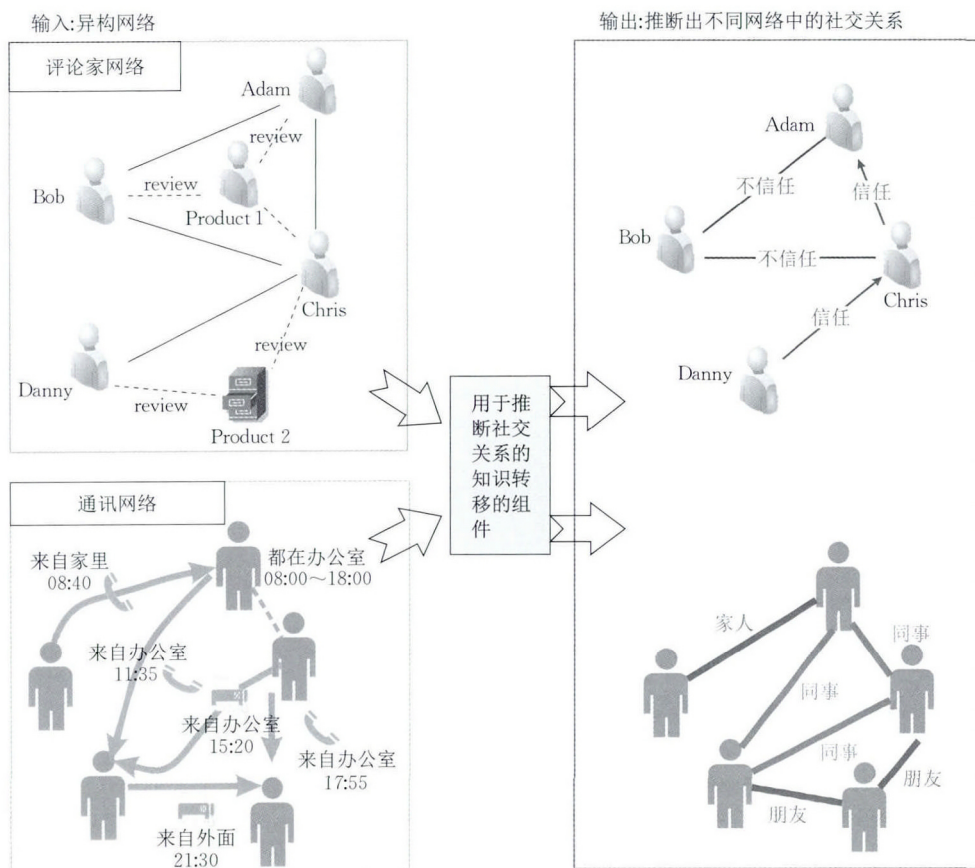 输入:异构网络
评论家网络
Adam
review
Bob
review
Product 1
Chris
review
Danny
review
Product 2
通讯网络
来自家里
08:40
都在办公室
08:00～18:00
来自办公室
11:35
来自办公室
15:20
来自办公室
17:55
来自外面
21:30
用于推
断社交
关系的
知识转
移的组
件
输出:推断出不同网络中的社交关系
Adam
不信任
信任
Bob
不信任
Chris
信任
Danny
家人
同事
同事
同事
朋友
朋友